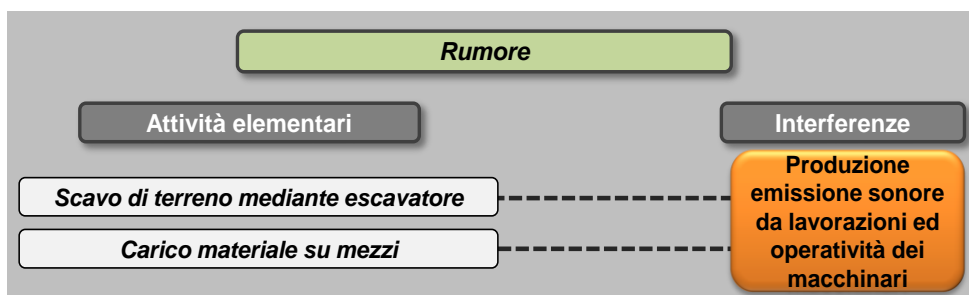 Rumore
Attività elementari
Interferenze
Scavo di terreno mediante escavatore
Carico materiale su mezzi
Produzione
emissione sonore
da lavorazioni ed
operatività dei
macchinari